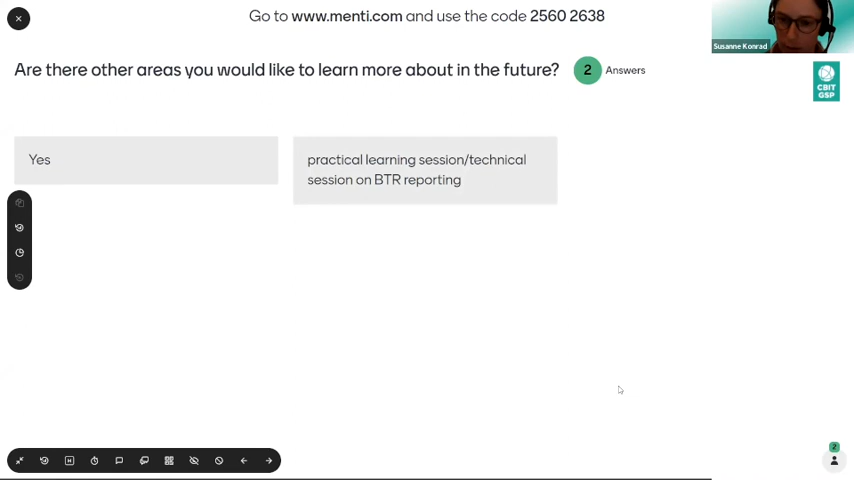 Go to www.menti.com and use the code 2560 2638
Susanne Konrad
Are there other areas you would like to learn more about in the future?
2 Answers
CBIT
GSP
Yes
practical learning session/technical
session on BTR reporting
H
2